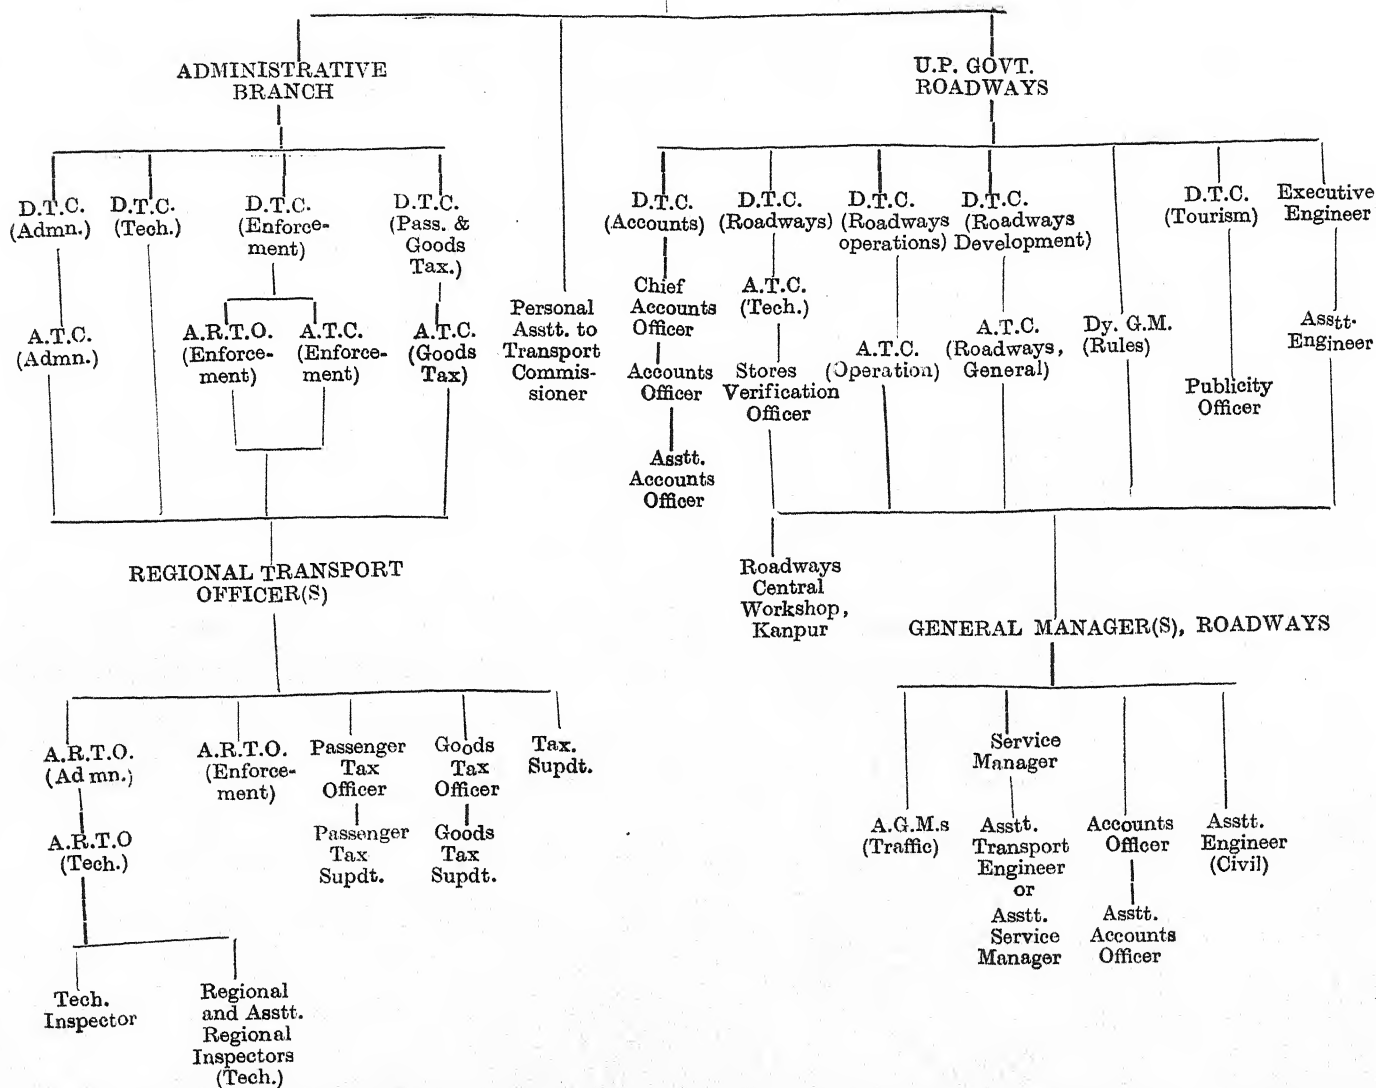 ADMINISTRATIVE
BRANCH
U.P. GOVT.
ROADWAYS
D.T.C.
(Admn.)
D.T.C.
(Tech.)
D.T.C.
(Enforce-
ment)
D.T.C.
(Pass. &
Goods
Tax.)
A.T.C.
(Admn.)
A.R.T.O.
(Enforce-
ment)
A.T.C.
(Enforce-
ment)
A.T.C.
(Goods
Tax)
Personal
Asstt. to
Transport
Commis-
sioner
D.T.C.
(Accounts)
Chief
Accounts
Officer
Accounts
Officer
Asstt.
Accounts
Officer
D.T.C.
(Roadways)
A.T.C.
(Tech.)
Stores
Verification
Officer
D.T.C.
(Roadways
operations)
A.T.C.
(Operation)
D.T.C.
(Roadways
Development)
A.T.C.
(Roadways,
General)
Dy. G.M.
(Rules)
D.T.C.
(Tourism)
Publicity
Officer
Executive
Engineer
Asstt.
Engineer
REGIONAL TRANSPORT
OFFICER(S)
Roadways
Central
Workshop,
Kanpur
GENERAL MANAGER(S), ROADWAYS
A.R.T.O.
(Admn.)
A.R.T.O
(Tech.)
Tech.
Inspector
Regional
and Asstt.
Regional
Inspectors
(Tech.)
A.R.T.O.
(Enforce-
ment)
Passenger
Tax
Officer
Passenger
Tax
Supdt.
Goods
Tax
Officer
Goods
Tax
Supdt.
Tax.
Supdt.
A.G.M.s
(Traffic)
Service
Manager
Asstt.
Transport
Engineer
or
Asstt.
Service
Manager
Accounts
Officer
Asstt.
Accounts
Officer
Asstt.
Engineer
(Civil)